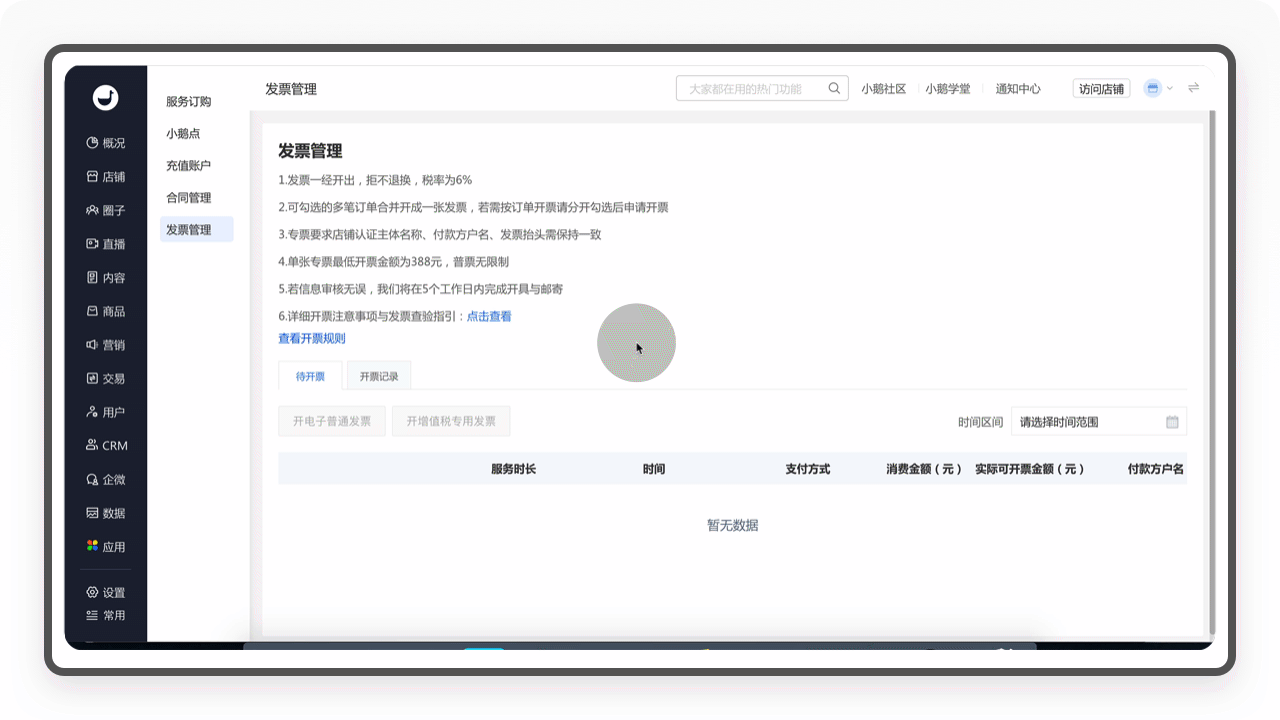 发票管理
大家都在用的热门功能
小鹅社区
小鹅学堂
通知中心
访问店铺
概况
店铺
圈子
直播
内容
商品
营销
交易
用户
CRM
企微
数据
应用
设置
常用
服务订购
小鹅点
充值账户
合同管理
发票管理
发票管理
1.发票一经开出，拒不退换，税率为6%
2.可勾选的多笔订单合并开成一张发票，若需按订单开票请分开勾选后申请开票
3.专票要求店铺认证主体名称、付款方户名、发票抬头需保持一致
4.单张专票最低开票金额为388元，普票无限制
5.若信息审核无误，我们将在5个工作日内完成开具与邮寄
6.详细开票注意事项与发票查验指引：点击查看
查看开票规则
待开票
开票记录
开电子普通发票
开增值税专用发票
时间区间
请选择时间范围
服务时长 时间 支付方式 消费金额（元） 实际可开票金额（元） 付款方户名
暂无数据